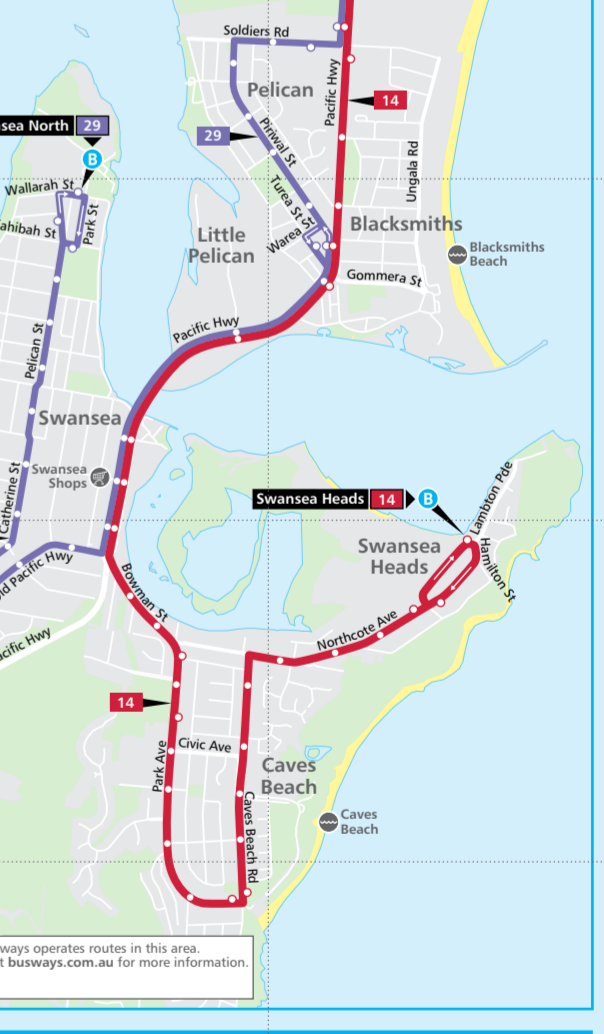 Soldiers Rd
Pelican
Pacific Hwy
14
sea North 29
29
B
Piriwal St
Ungala Rd
Wallarah St
Park St
ahibah St
Turea St
Warea St
Blacksmiths
Little
Pelican
Blacksmiths
Beach
Gommera St
Pacific Hwy
Pelican St
Swansea
Swansea
Shops
Catherine St
Swansea Heads 14 B
Lambton Pde
Swansea
Heads
Hamilton St
ld Pacific Hwy
Bowman St
acific Hwy
Northcote Ave
14
Park Ave
Civic Ave
Caves
Beach
Caves Beach Rd
Caves
Beach
ways operates routes in this area.
t busways.com.au for more information.